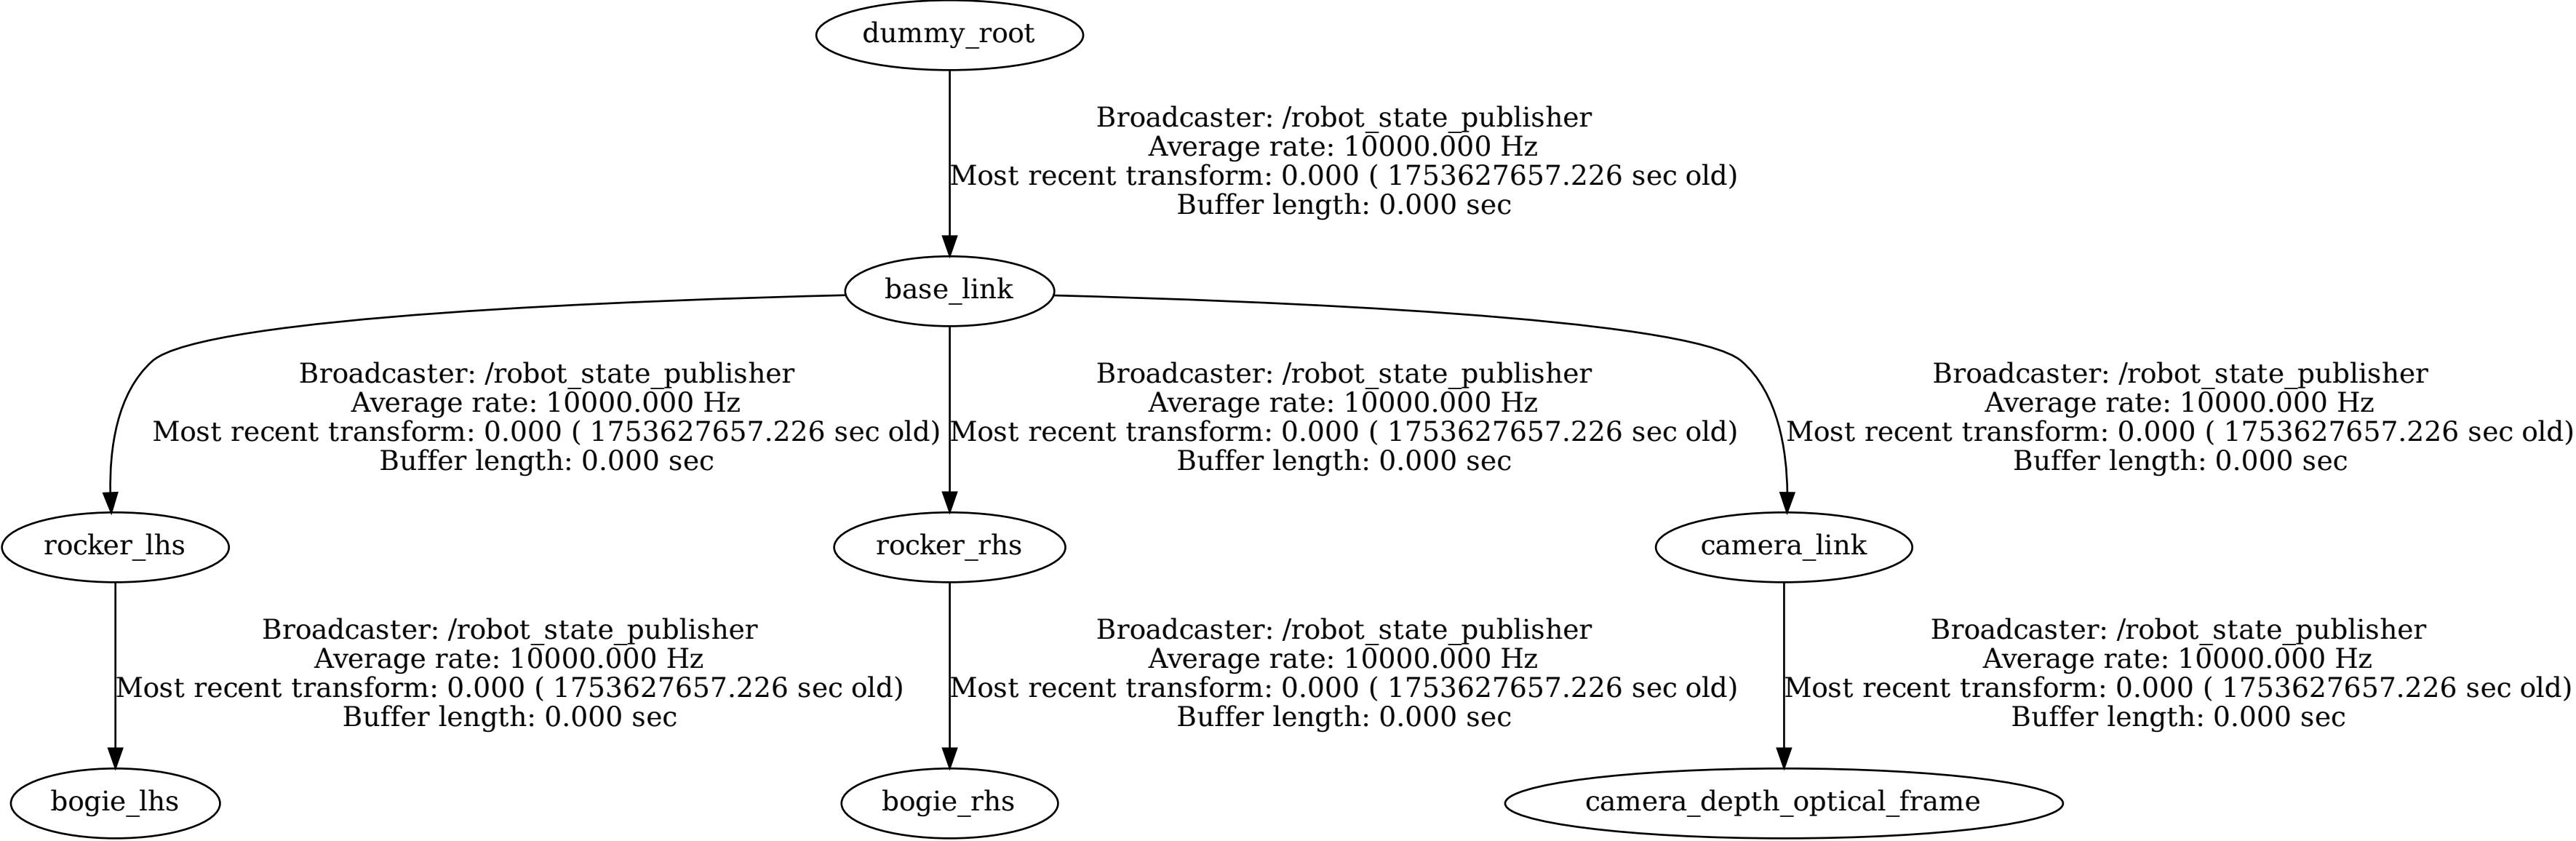 dummy_root
Broadcaster: /robot_state_publisher
Average rate: 10000.000 Hz
Most recent transform: 0.000 ( 1753627657.226 sec old)
Buffer length: 0.000 sec
base_link
Broadcaster: /robot_state_publisher
Average rate: 10000.000 Hz
Most recent transform: 0.000 ( 1753627657.226 sec old)
Buffer length: 0.000 sec
Broadcaster: /robot_state_publisher
Average rate: 10000.000 Hz
Most recent transform: 0.000 ( 1753627657.226 sec old)
Buffer length: 0.000 sec
Broadcaster: /robot_state_publisher
Average rate: 10000.000 Hz
Most recent transform: 0.000 ( 1753627657.226 sec old)
Buffer length: 0.000 sec
rocker_lhs
rocker_rhs
camera_link
Broadcaster: /robot_state_publisher
Average rate: 10000.000 Hz
Most recent transform: 0.000 ( 1753627657.226 sec old)
Buffer length: 0.000 sec
Broadcaster: /robot_state_publisher
Average rate: 10000.000 Hz
Most recent transform: 0.000 ( 1753627657.226 sec old)
Buffer length: 0.000 sec
Broadcaster: /robot_state_publisher
Average rate: 10000.000 Hz
Most recent transform: 0.000 ( 1753627657.226 sec old)
Buffer length: 0.000 sec
bogie_lhs
bogie_rhs
camera_depth_optical_frame